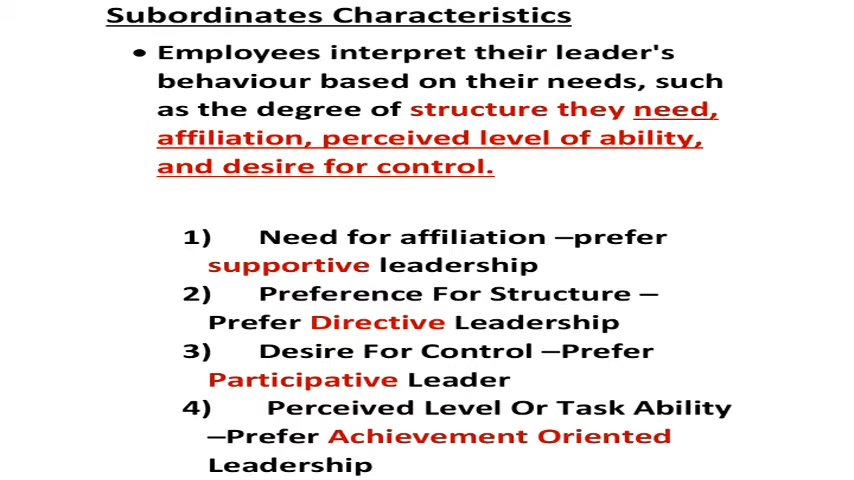 Subordinates Characteristics
• Employees interpret their leader's
behaviour based on their needs, such
as the degree of structure they need,
affiliation, perceived level of ability,
and desire for control.
1) Need for affiliation –prefer
supportive leadership
2) Preference For Structure –
Prefer Directive Leadership
3) Desire For Control –Prefer
Participative Leader
4) Perceived Level Or Task Ability
–Prefer Achievement Oriented
Leadership